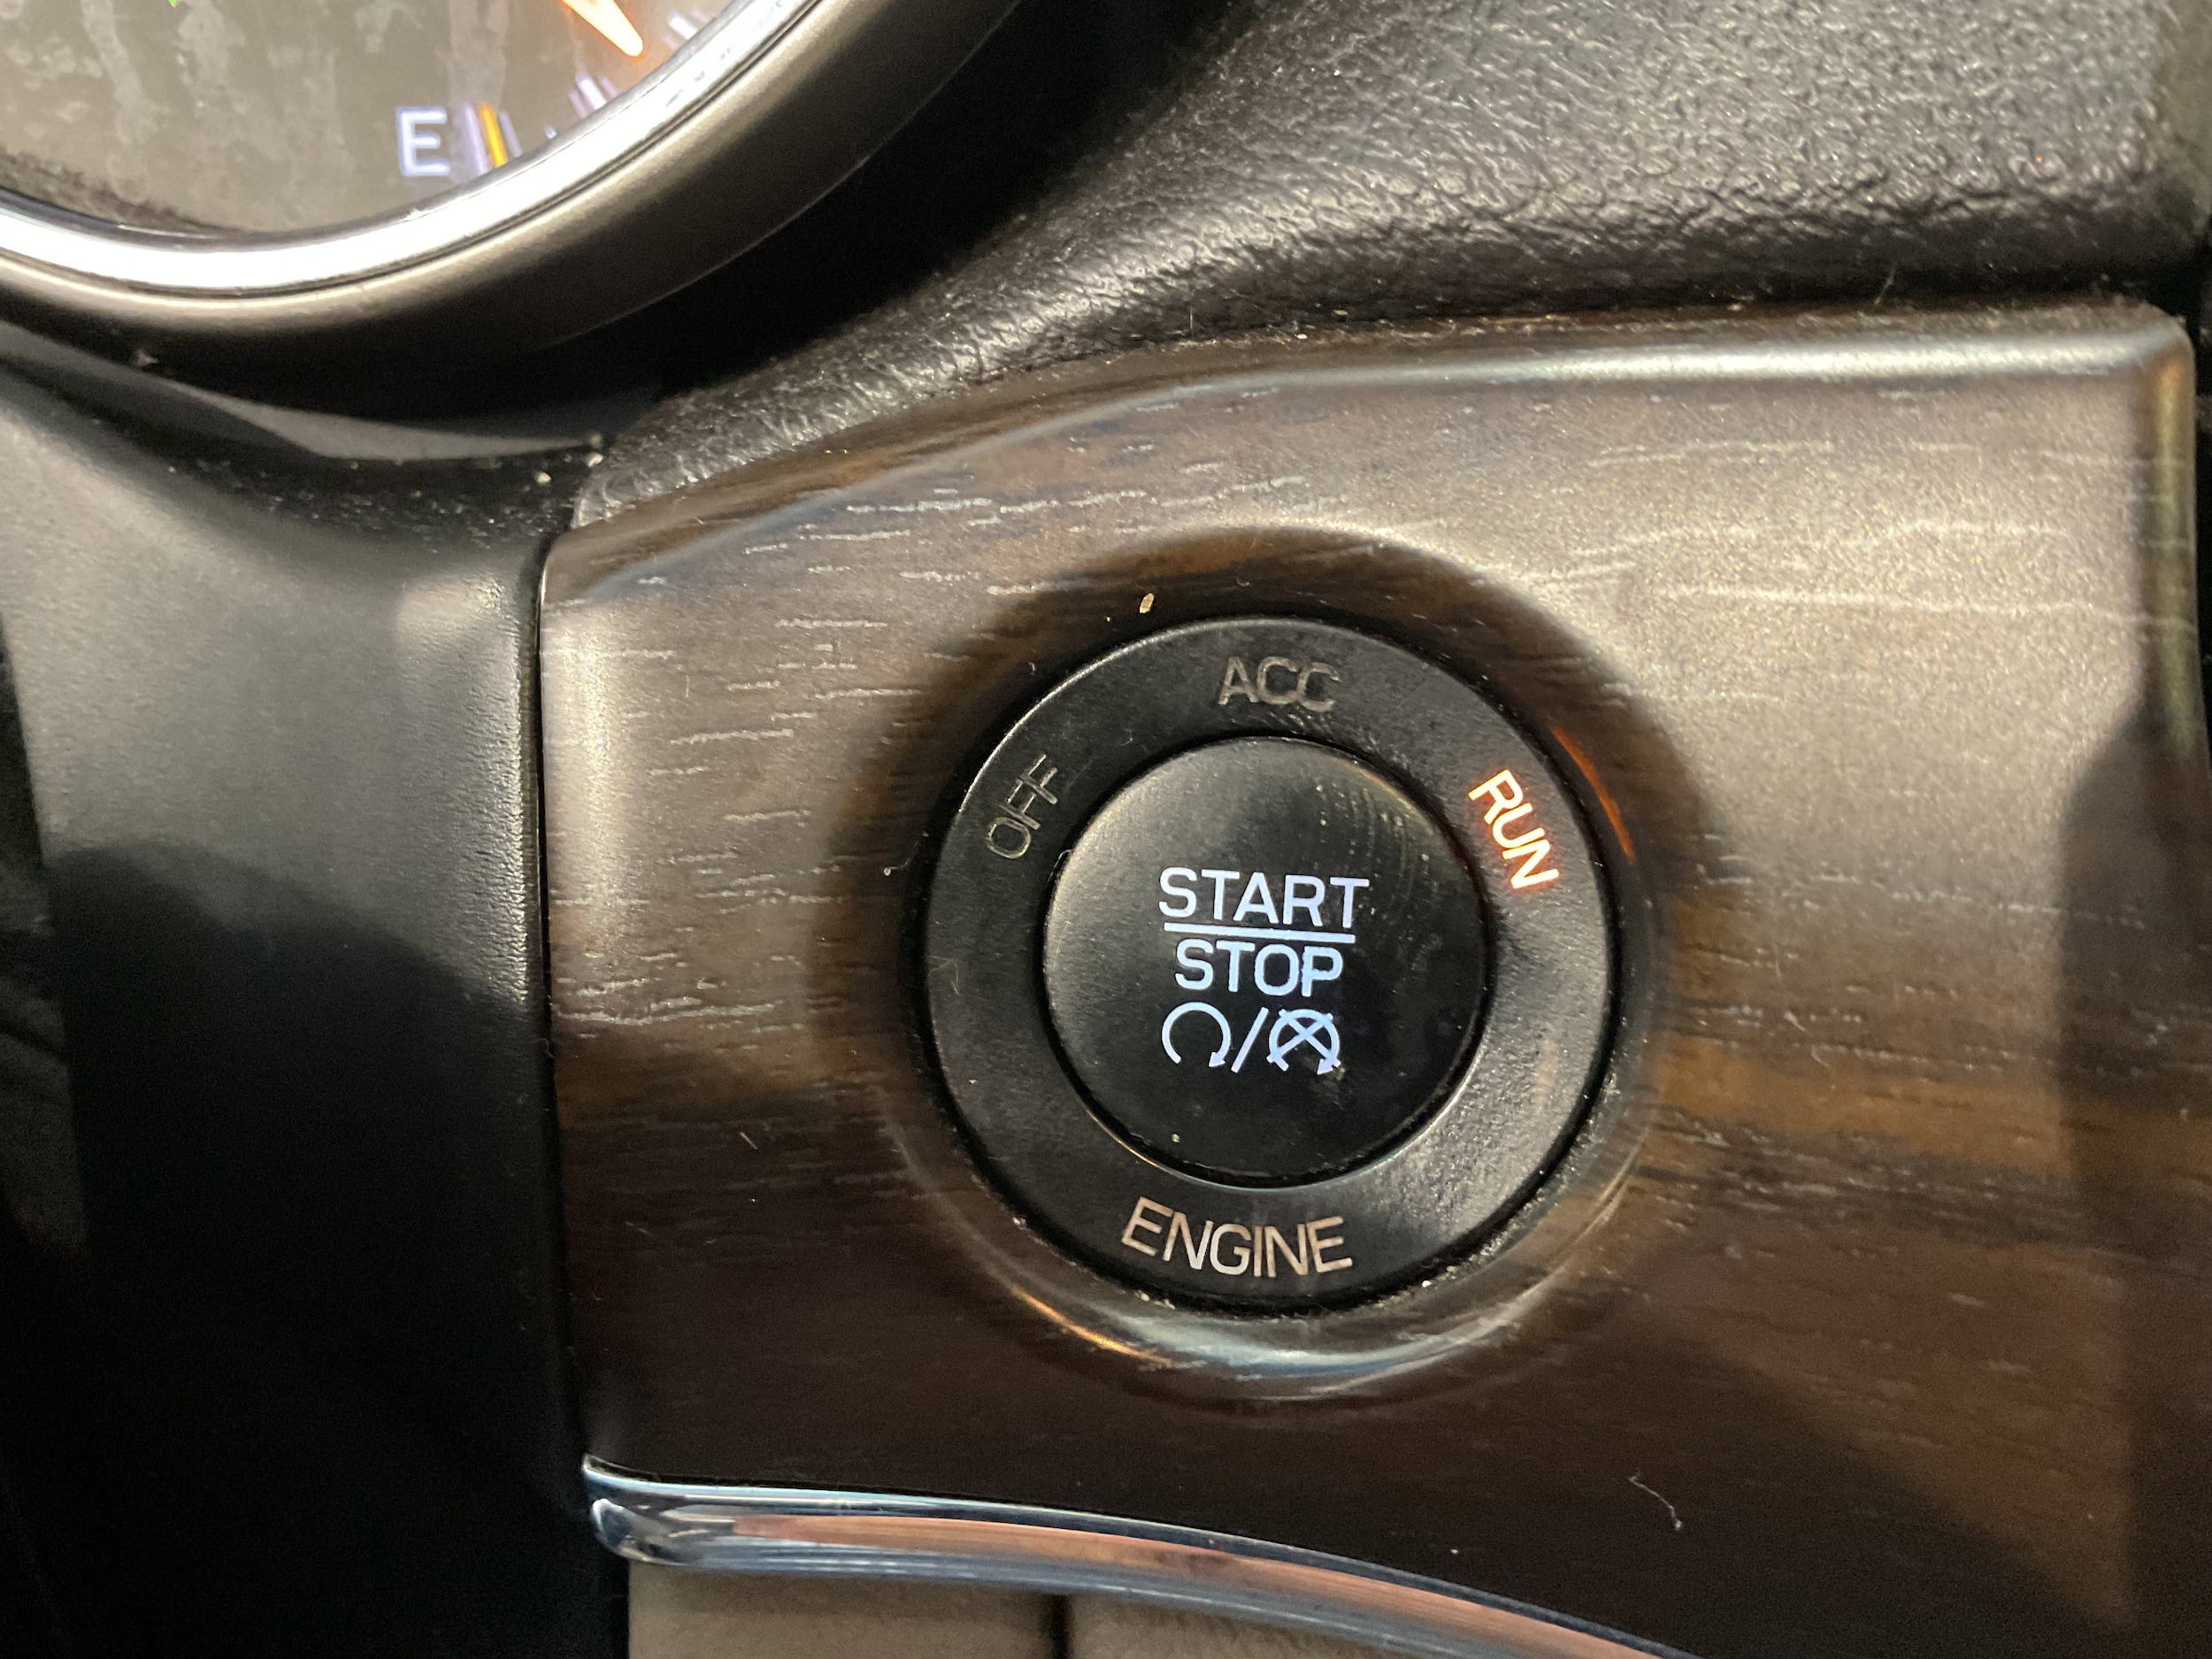 E
ACC
OFF
RUN
START
STOP
ENGINE